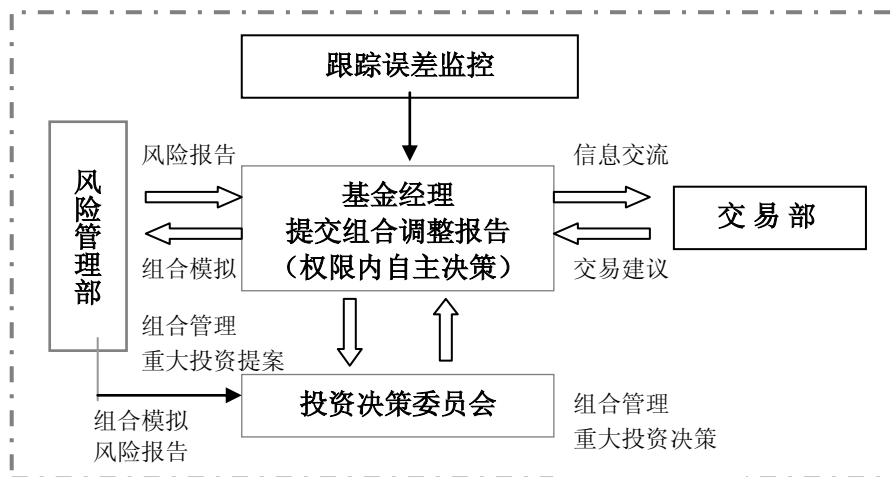 跟踪误差监控
风险管理部
风险报告
组合模拟
基金经理
提交组合调整报告
（权限内自主决策）
信息交流
交易建议
交 易 部
组合管理
重大投资提案
投资决策委员会
组合模拟
风险报告
组合管理
重大投资决策